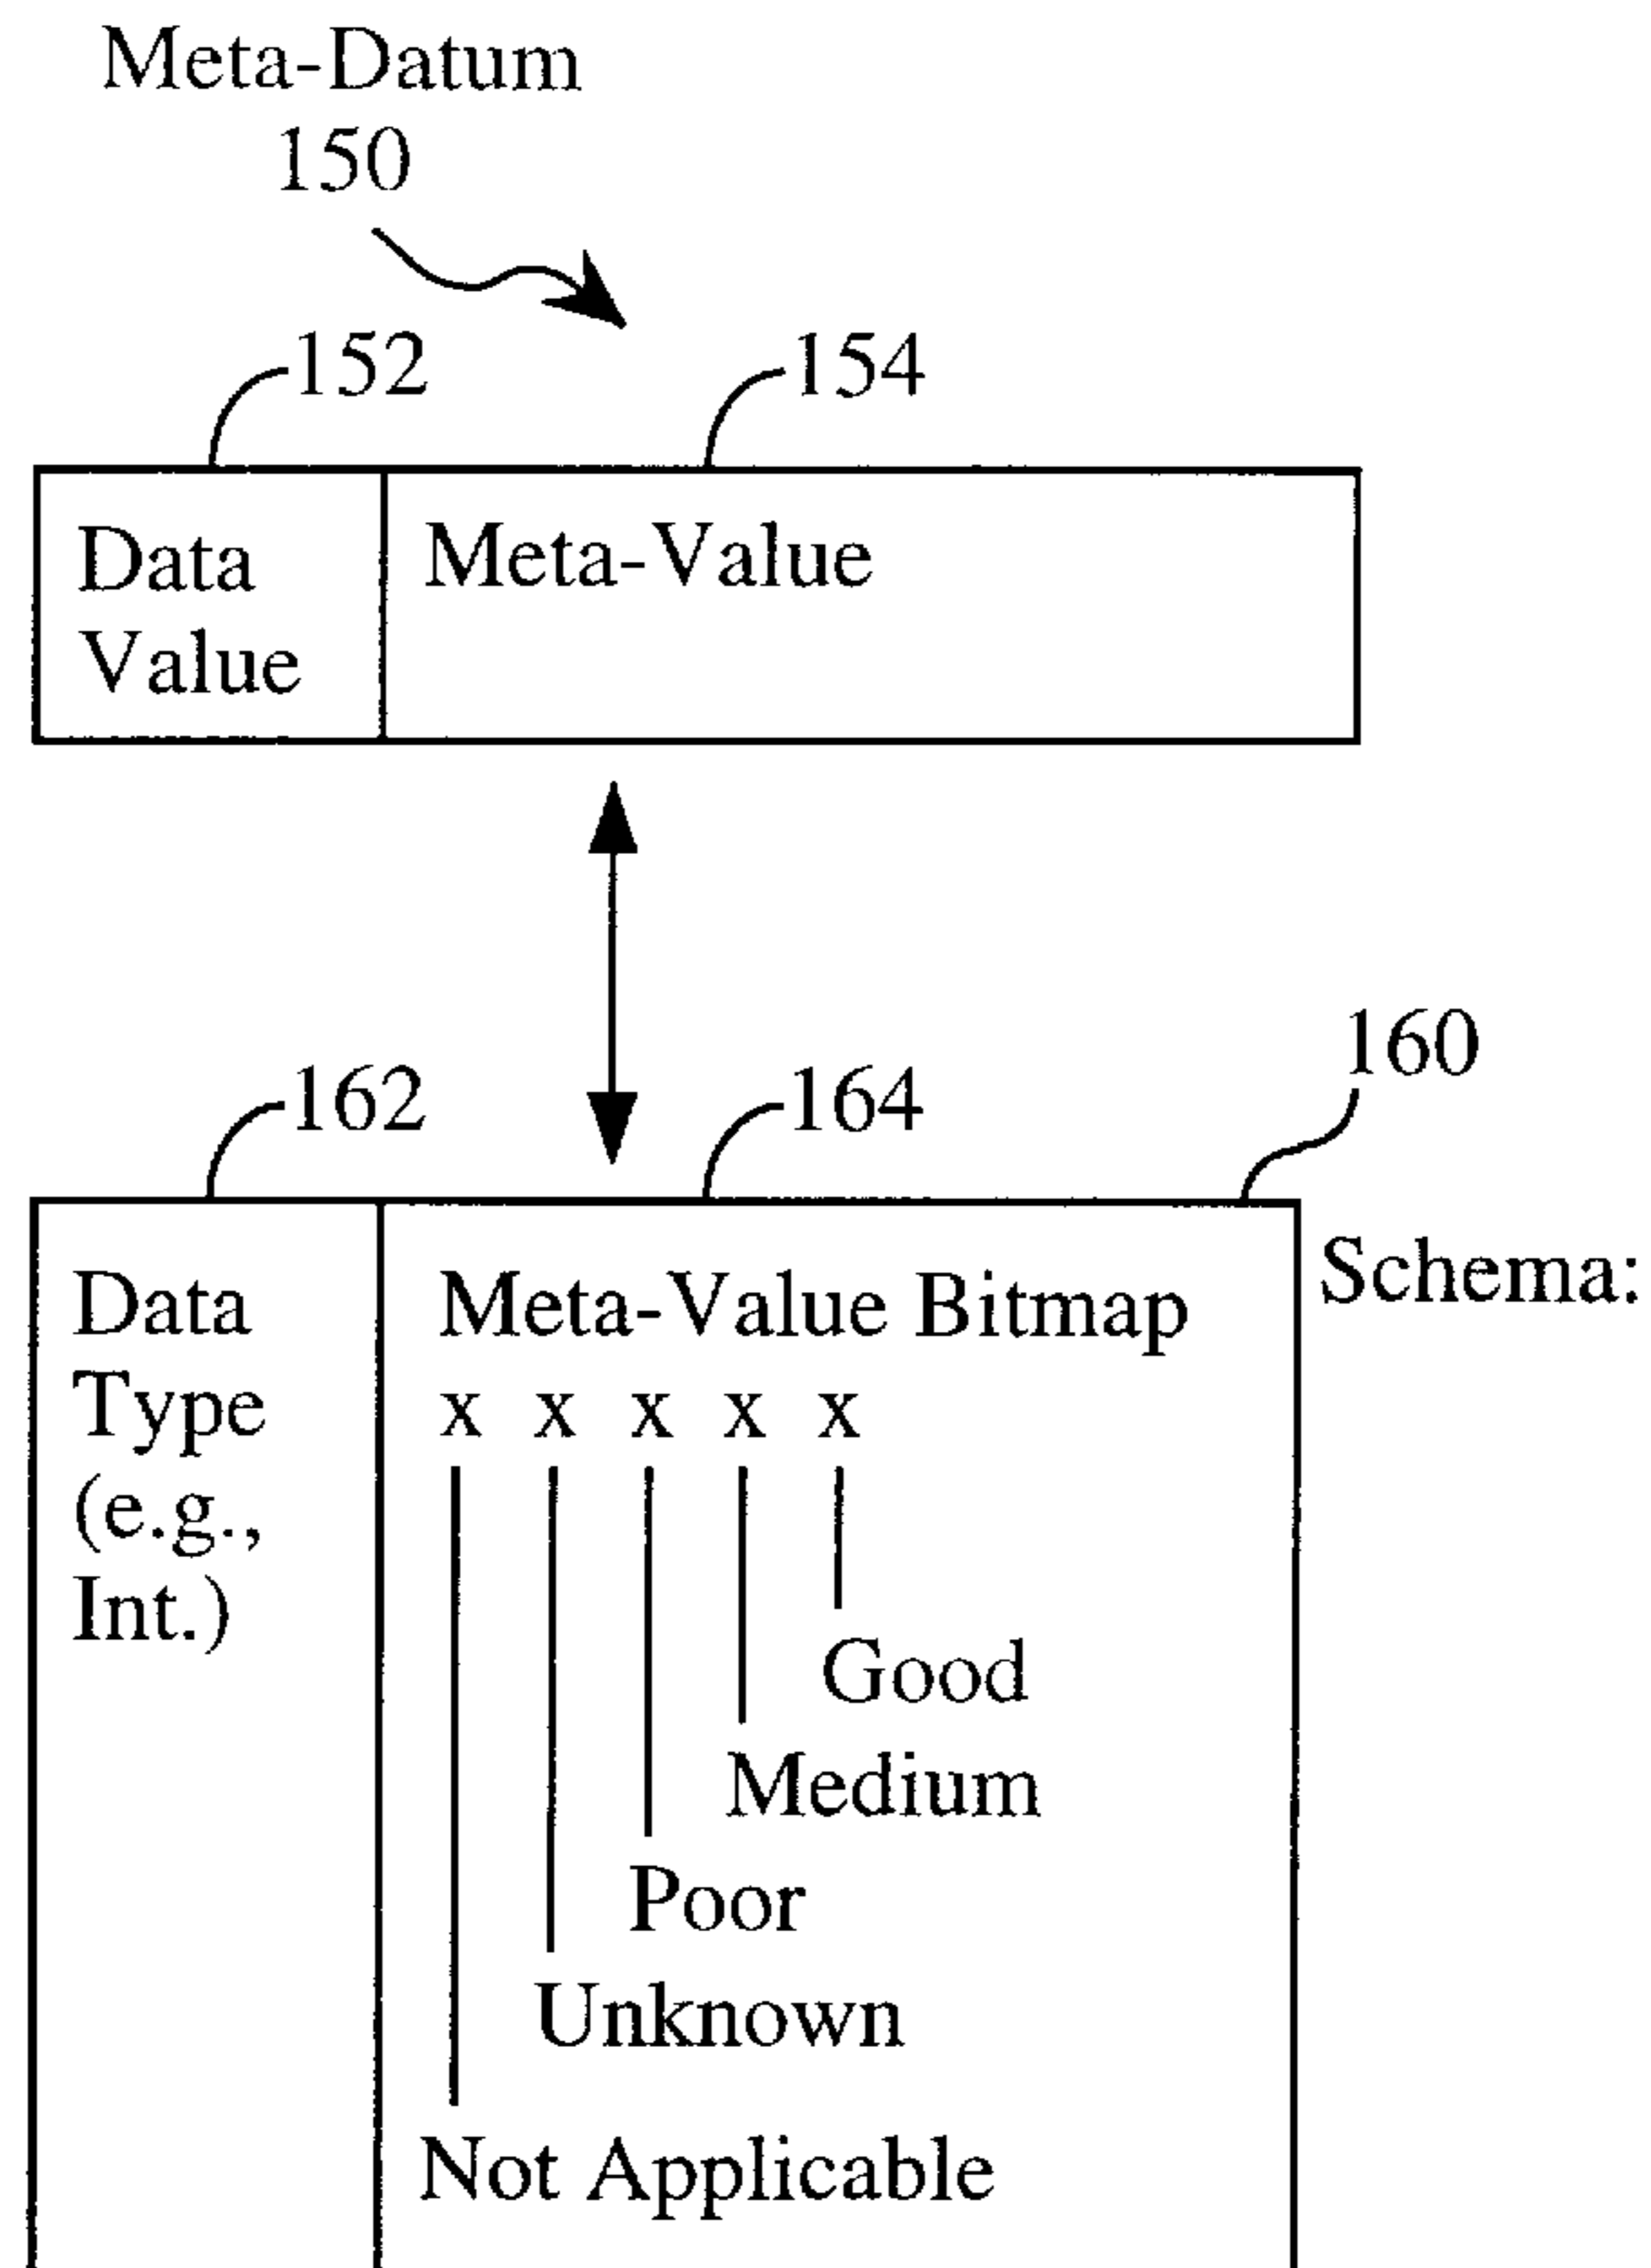 Meta-Datum
150
152
154
Data
Value
Meta-Value
160
162
164
Schema:
Data
Type
(e.g.,
Int.)
Meta-Value Bitmap
x x x x x
Good
Medium
Poor
Unknown
Not Applicable